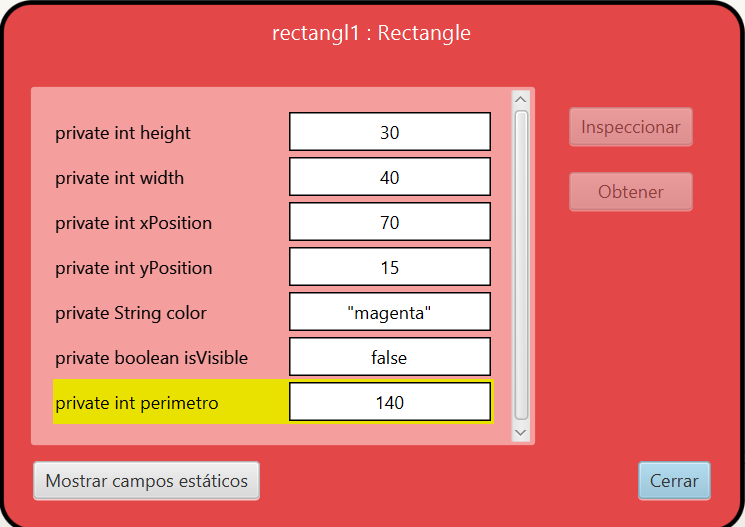 rectangl1 : Rectangle
private int height 30
private int width 40
private int xPosition 70
private int yPosition 15
private String color "magenta"
private boolean isVisible false
private int perimetro 140
Inspeccionar
Obtener
Mostrar campos estáticos
Cerrar